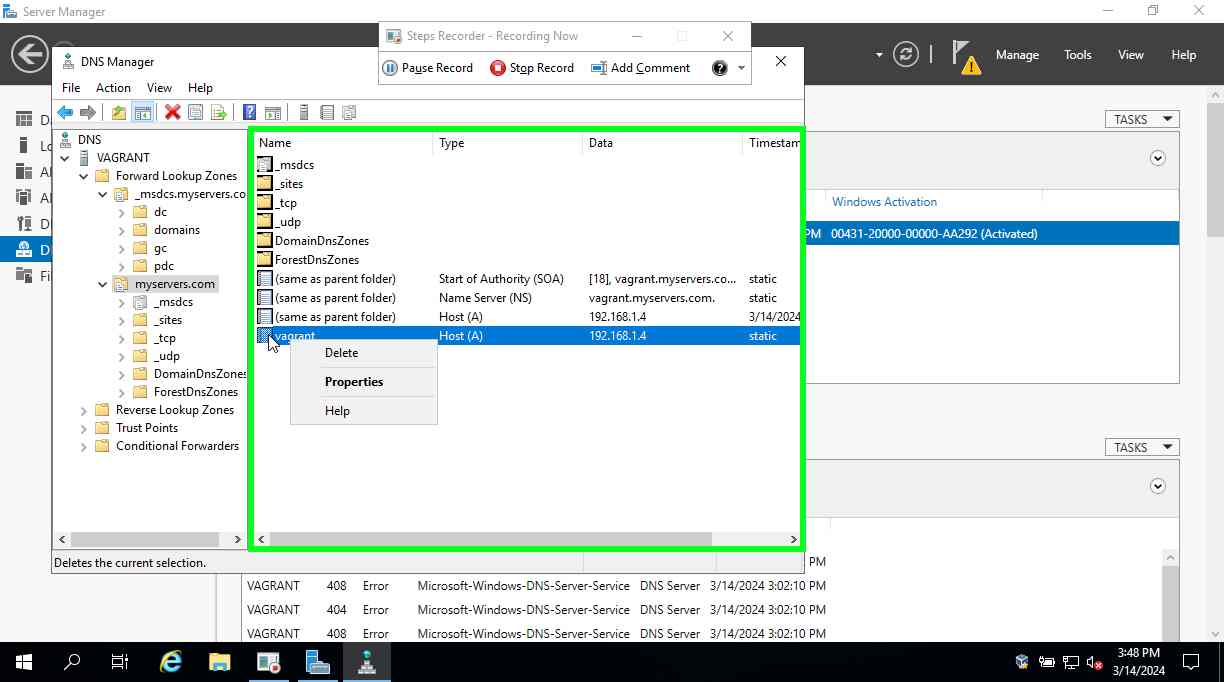 Server Manager
Steps Recorder - Recording Now
Pause Record Stop Record Add Comment
Manage Tools View Help
DNS Manager
File Action View Help
DNS
VAGRANT
Forward Lookup Zones
_msdcs.myservers.co
dc
domains
gc
pdc
myservers.com
_msdcs
_sites
_tcp
_udp
DomainDnsZones
ForestDnsZones
Reverse Lookup Zones
Trust Points
Conditional Forwarders
Name Type Data Timestam
_msdcs
_sites
_tcp
_udp
DomainDnsZones
ForestDnsZones
(same as parent folder) Start of Authority (SOA) [18], vagrant.myservers.co... static
(same as parent folder) Name Server (NS) vagrant.myservers.com. static
(same as parent folder) Host (A) 192.168.1.4 3/14/2024
vagrant Host (A) 192.168.1.4 static
Delete
Properties
Help
Deletes the current selection.
TASKS
Windows Activation
PM 00431-20000-00000-AA292 (Activated)
TASKS
PM
VAGRANT 408 Error Microsoft-Windows-DNS-Server-Service DNS Server 3/14/2024 3:02:10 PM
VAGRANT 404 Error Microsoft-Windows-DNS-Server-Service DNS Server 3/14/2024 3:02:10 PM
VAGRANT 408 Error Microsoft-Windows-DNS-Server-Service DNS Server 3/14/2024 3:02:10 PM
3:48 PM
3/14/2024